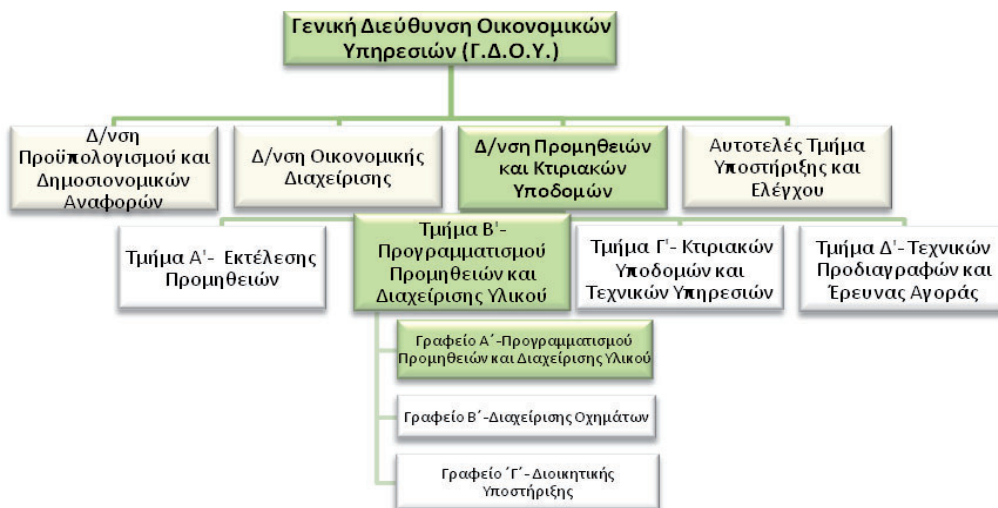 Γενική Διεύθυνση Οικονομικών
Υπηρεσιών (Γ.Δ.Ο.Υ.)
Δ/νση
Προϋπολογισμού και
Δημοσιονομικών
Αναφορών
Δ/νση Οικονομικής
Διαχείρισης
Δ/νση Προμηθειών
και Κτιριακών
Υποδομών
Αυτοτελές Τμήμα
Υποστήριξης και
Ελέγχου
Τμήμα Α'- Εκτέλεσης
Προμηθειών
Τμήμα Β'-
Προγραμματισμού
Προμηθειών και
Διαχείρισης Υλικού
Τμήμα Γ'- Κτιριακών
Υποδομών και
Τεχνικών Υπηρεσιών
Τμήμα Δ'- Τεχνικών
Προδιαγραφών και
Έρευνας Αγοράς
Γραφείο Α΄-Προγραμματισμού
Προμηθειών και Διαχείρισης Υλικού
Γραφείο Β΄-Διαχείρισης Οχημάτων
Γραφείο ΄Γ΄- Διοικητικής
Υποστήριξης